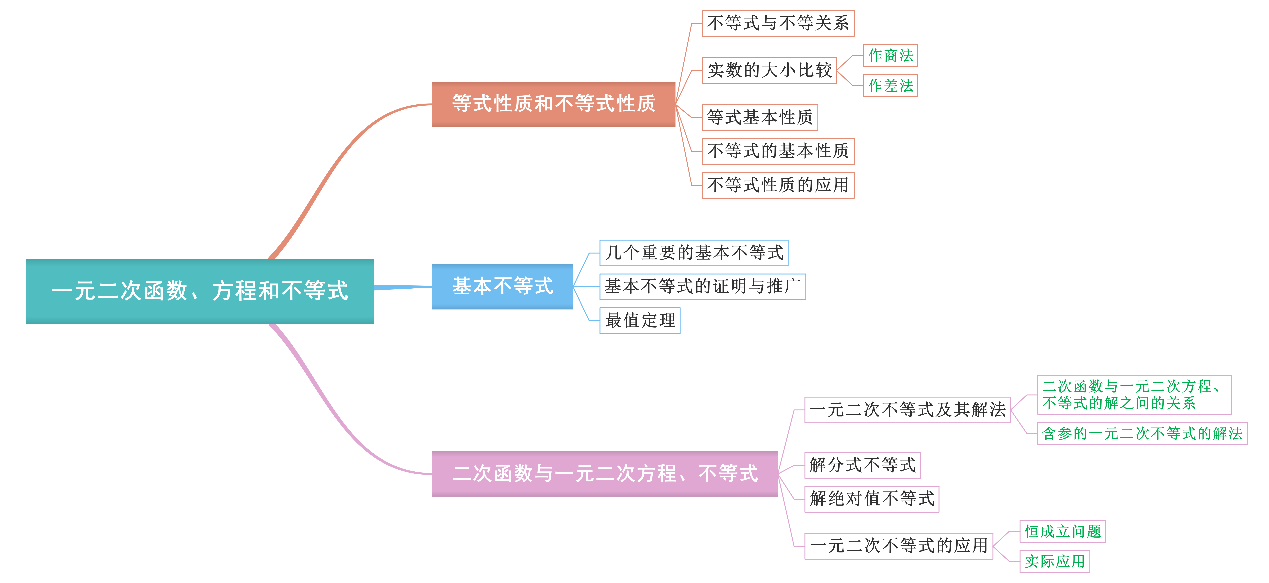 一元二次函数、方程和不等式
等式性质和不等式性质
不等式与不等关系
实数的大小比较
作商法
作差法
等式基本性质
不等式的基本性质
不等式性质的应用
基本不等式
几个重要的基本不等式
基本不等式的证明与推广
最值定理
二次函数与一元二次方程、不等式
一元二次不等式及其解法
二次函数与一元二次方程、
不等式的解之间的关系
含参的一元二次不等式的解法
解分式不等式
解绝对值不等式
一元二次不等式的应用
恒成立问题
实际应用